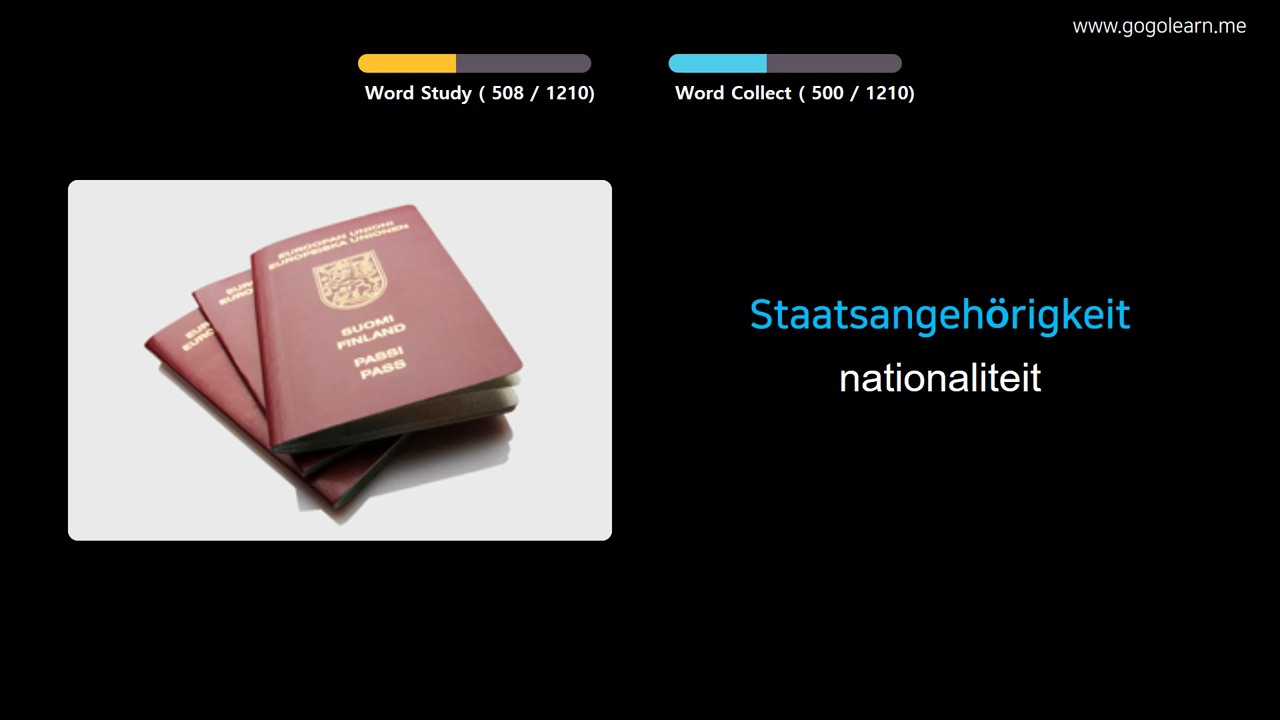 www.gogolearn.me
Word Study ( 508 / 1210)
Word Collect ( 500 / 1210)
EUROOPAN UNIONI
EUROPEISKA UNIONEN
SUOMI
FINLAND
PASSI
PASS
Staatsangehörigkeit
nationaliteit